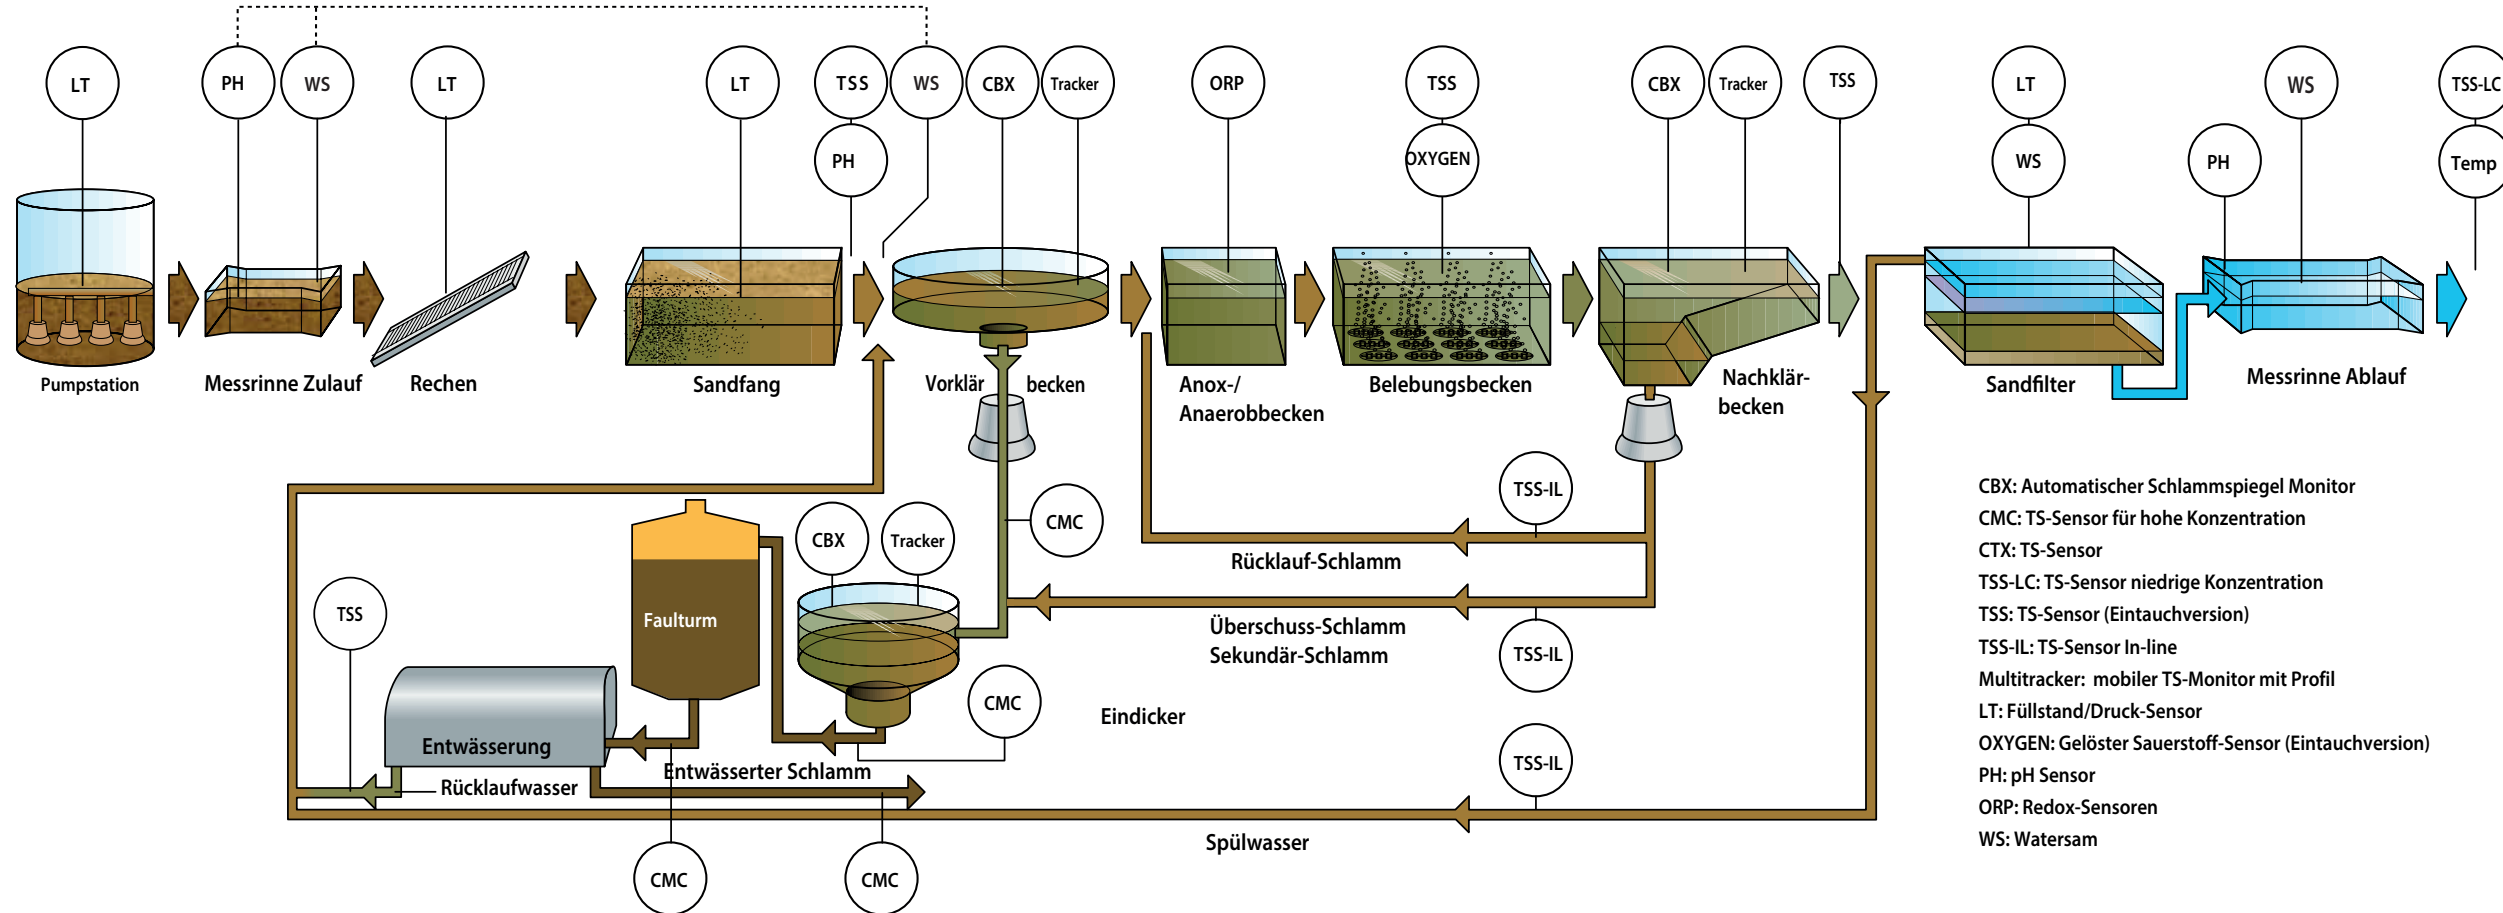 LT
PH
WS
LT
LT
TSS
WS
CBX
Tracker
ORP
TSS
CBX
Tracker
TSS
LT
WS
TSS-LC
PH
OXYGEN
WS
PH
Temp
Pumpstation
Messrinne Zulauf
Rechen
Sandfang
Vorklär becken
Anox-/
Anaerobbecken
Belebungsbecken
Nachklär-
becken
Sandfilter
Messrinne Ablauf
TSS-IL
CMC
CBX
Tracker
Rücklauf-Schlamm
TSS
Faulturm
Überschuss-Schlamm
Sekundär-Schlamm
TSS-IL
CMC
Eindicker
Entwässerung
Entwässerter Schlamm
Rücklaufwasser
TSS-IL
Spülwasser
CMC
CMC
CBX: Automatischer Schlammspiegel Monitor
CMC: TS-Sensor für hohe Konzentration
CTX: TS-Sensor
TSS-LC: TS-Sensor niedrige Konzentration
TSS: TS-Sensor (Eintauchversion)
TSS-IL: TS-Sensor In-line
Multitracker: mobiler TS-Monitor mit Profil
LT: Füllstand/Druck-Sensor
OXYGEN: Gelöster Sauerstoff-Sensor (Eintauchversion)
PH: pH Sensor
ORP: Redox-Sensoren
WS: Watersam